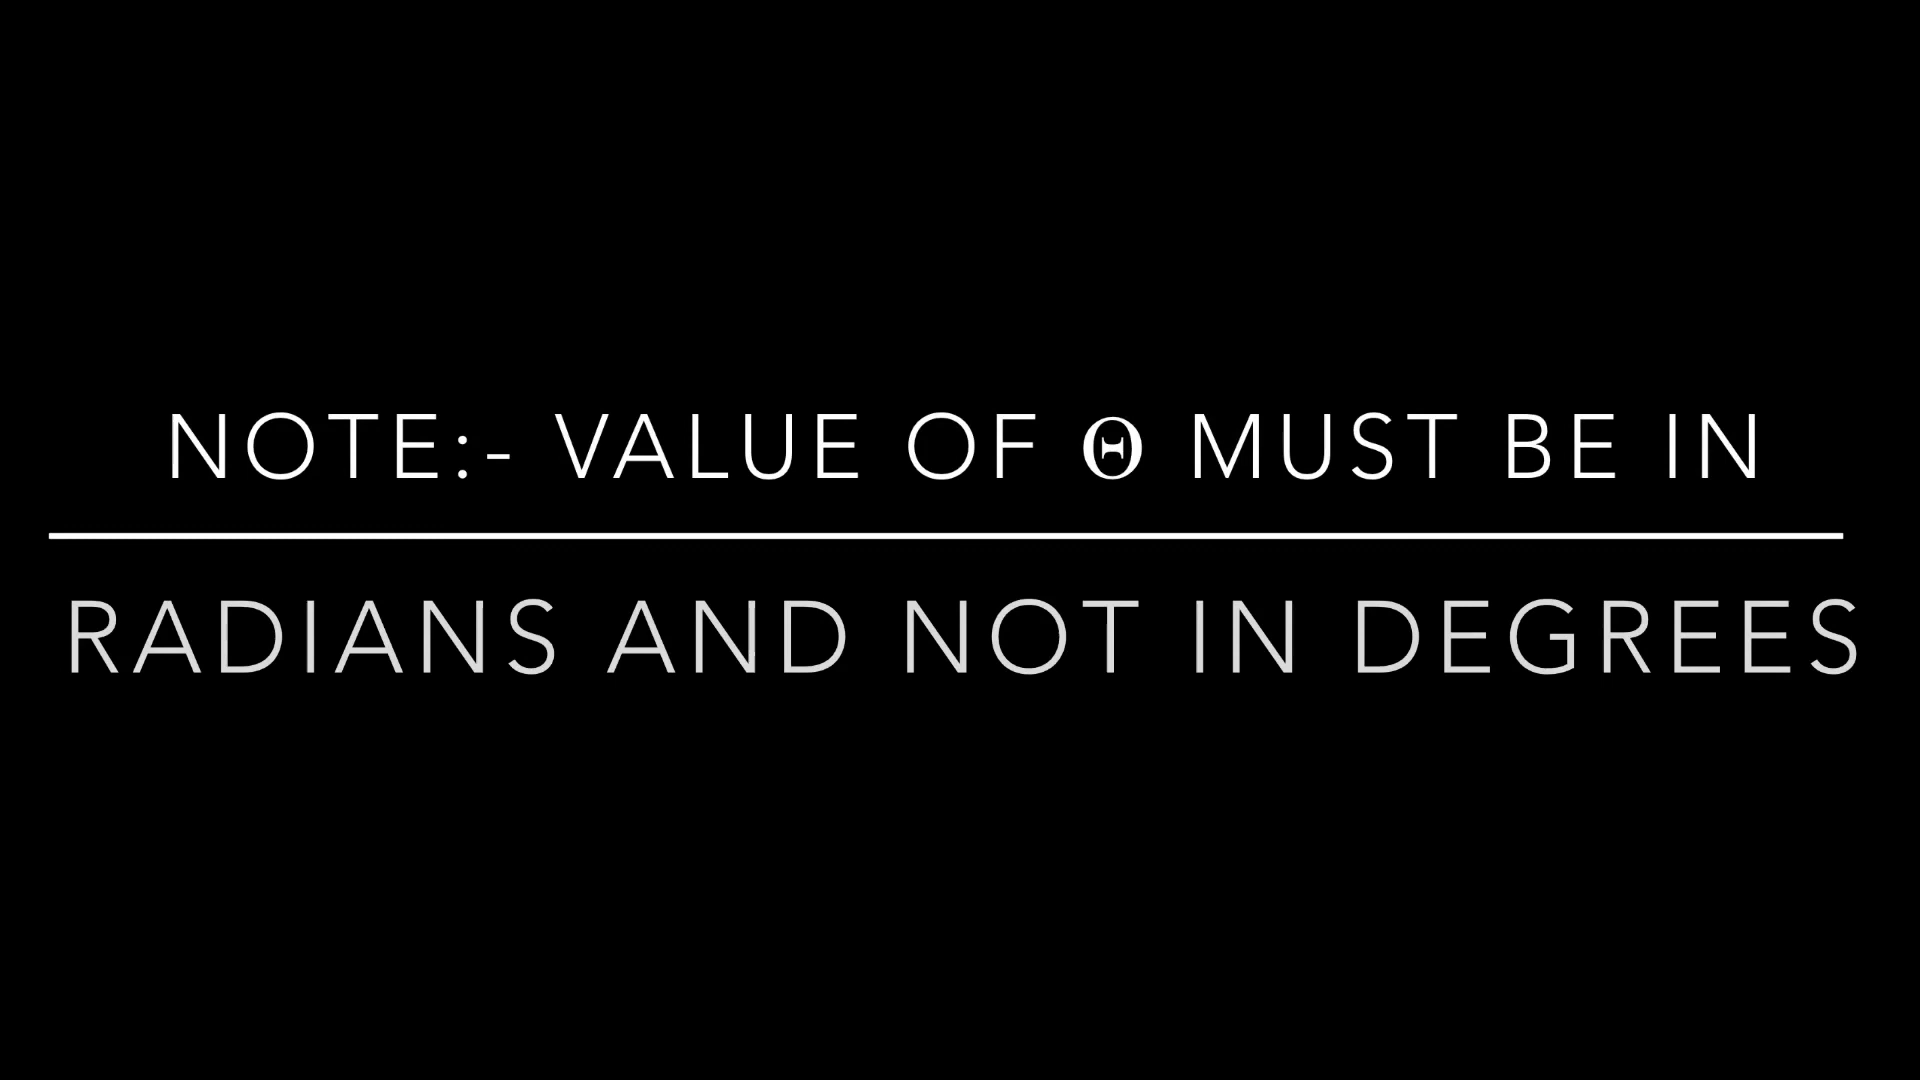 NOTE:- VALUE OF Θ MUST BE IN
RADIANS AND NOT IN DEGREES